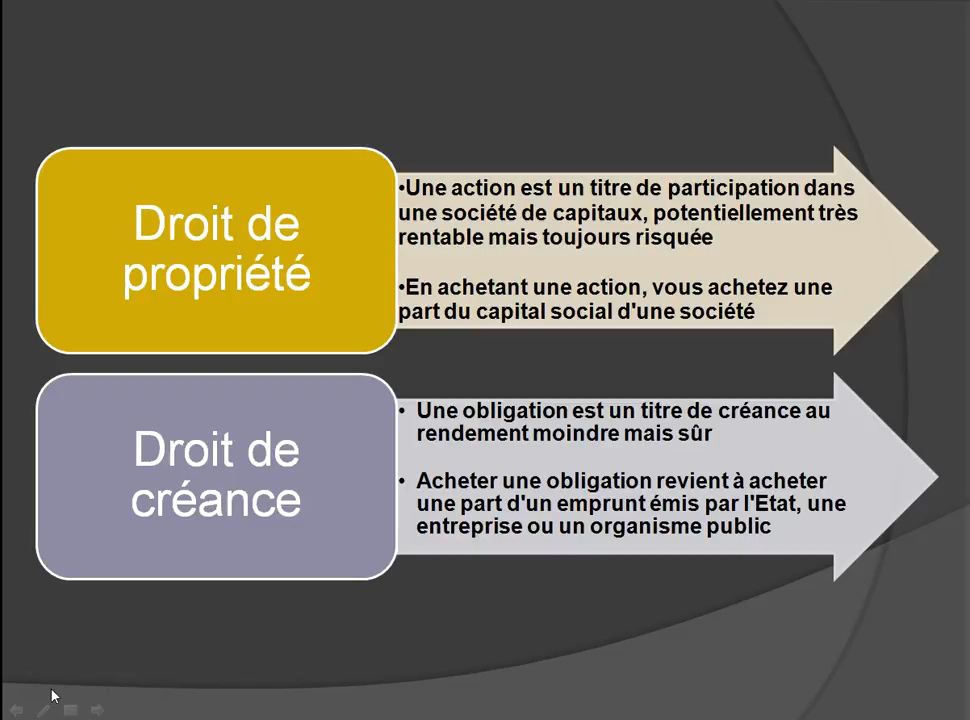 Droit de
propriété
•Une action est un titre de participation dans
une société de capitaux, potentiellement très
rentable mais toujours risquée
•En achetant une action, vous achetez une
part du capital social d'une société
Droit de
créance
• Une obligation est un titre de créance au
rendement moindre mais sûr
• Acheter une obligation revient à acheter
une part d'un emprunt émis par l'Etat, une
entreprise ou un organisme public